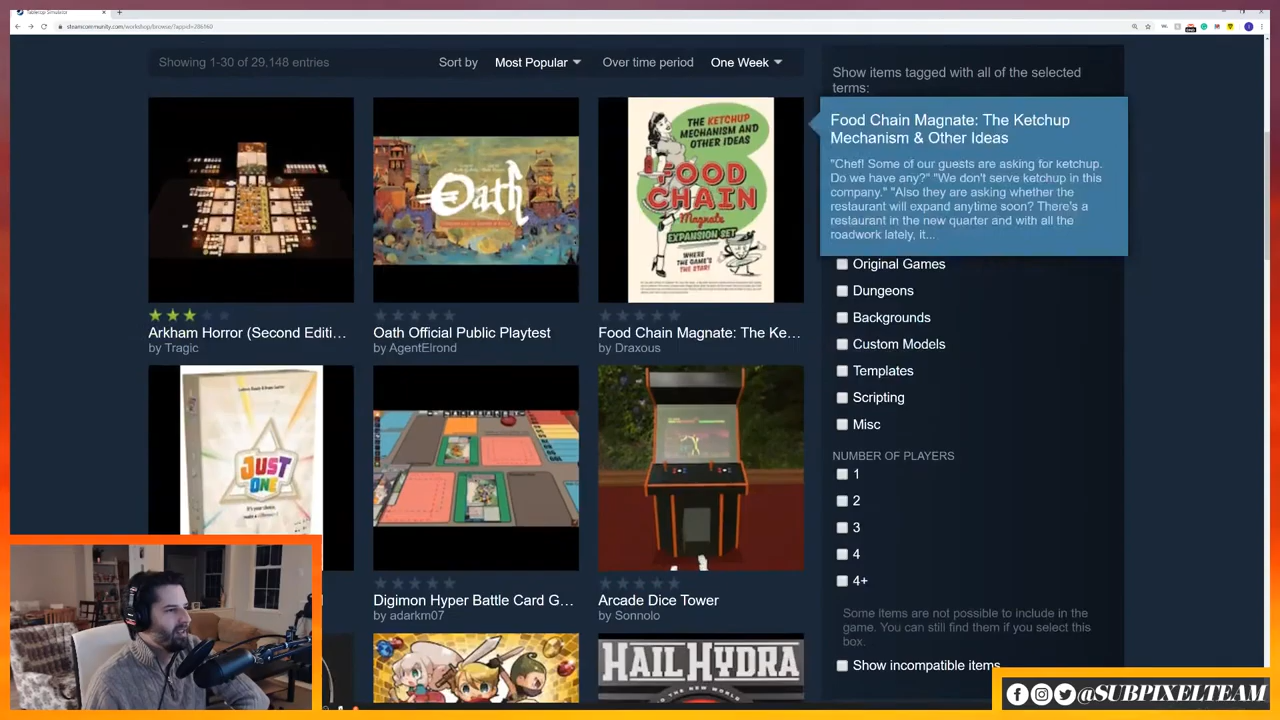 Tabletop Simulator
steamcommunity.com/workshop/browse/?appid=286160
Showing 1-30 of 29,148 entries
Sort by
Most Popular
Over time period
One Week
Show items tagged with all of the selected
terms:
THE KETCHUP
MECHANISM AND
OTHER IDEAS
FOOD
CHAIN
Magnate
EXPANSION SET
WHERE
THE GAME'S
THE STAR!
Oath
Food Chain Magnate: The Ketchup
Mechanism & Other Ideas
"Chef! Some of our guests are asking for ketchup.
Do we have any?" "We don't serve ketchup in this
company." "Also they are asking whether the
restaurant will expand anytime soon? There's a
restaurant in the new quarter and with all the
roadwork lately, it...
Original Games
Dungeons
Backgrounds
Custom Models
Templates
Scripting
Misc
NUMBER OF PLAYERS
1
2
3
4
4+
Some items are not possible to include in the
game. You can still find them if you select this
box.
Show incompatible items
Arkham Horror (Second Editi...
by Tragic
Oath Official Public Playtest
by AgentElrond
Food Chain Magnate: The Ke...
by Draxous
JUST
ONE
Digimon Hyper Battle Card G...
by adarkm07
Arcade Dice Tower
by Sonnolo
HAIL HYDRA
@SUBPIXELTEAM